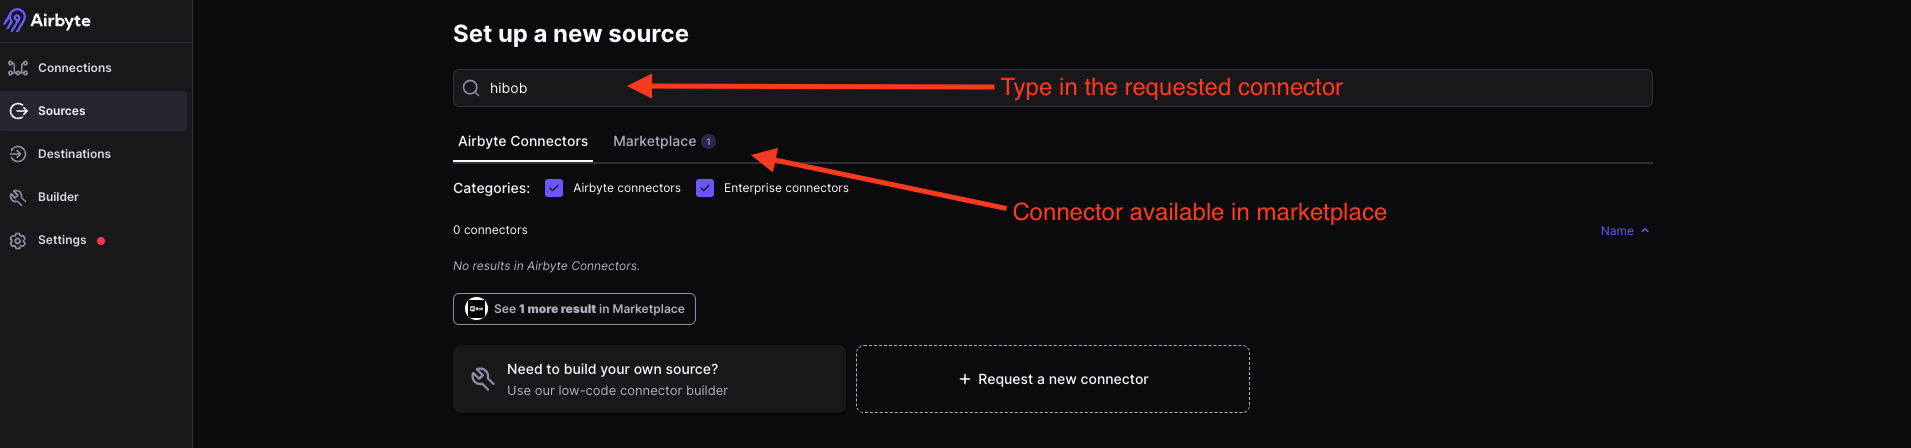 Airbyte
Set up a new source
Connections
hibob
Type in the requested connector
Sources
Airbyte Connectors
Marketplace 1
Destinations
Categories:
Airbyte connectors
Enterprise connectors
Builder
Connector available in marketplace
Settings
0 connectors
Name
No results in Airbyte Connectors.
See 1 more result in Marketplace
Need to build your own source?
Use our low-code connector builder
+ Request a new connector